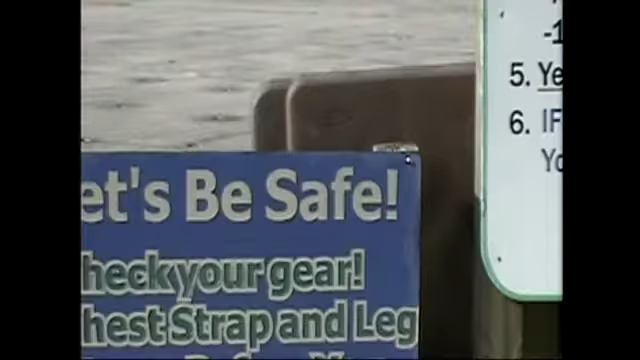 et's Be Safe!
heck your gear!
hest Strap and Leg
-1
5. Ye
6. IF
Yo